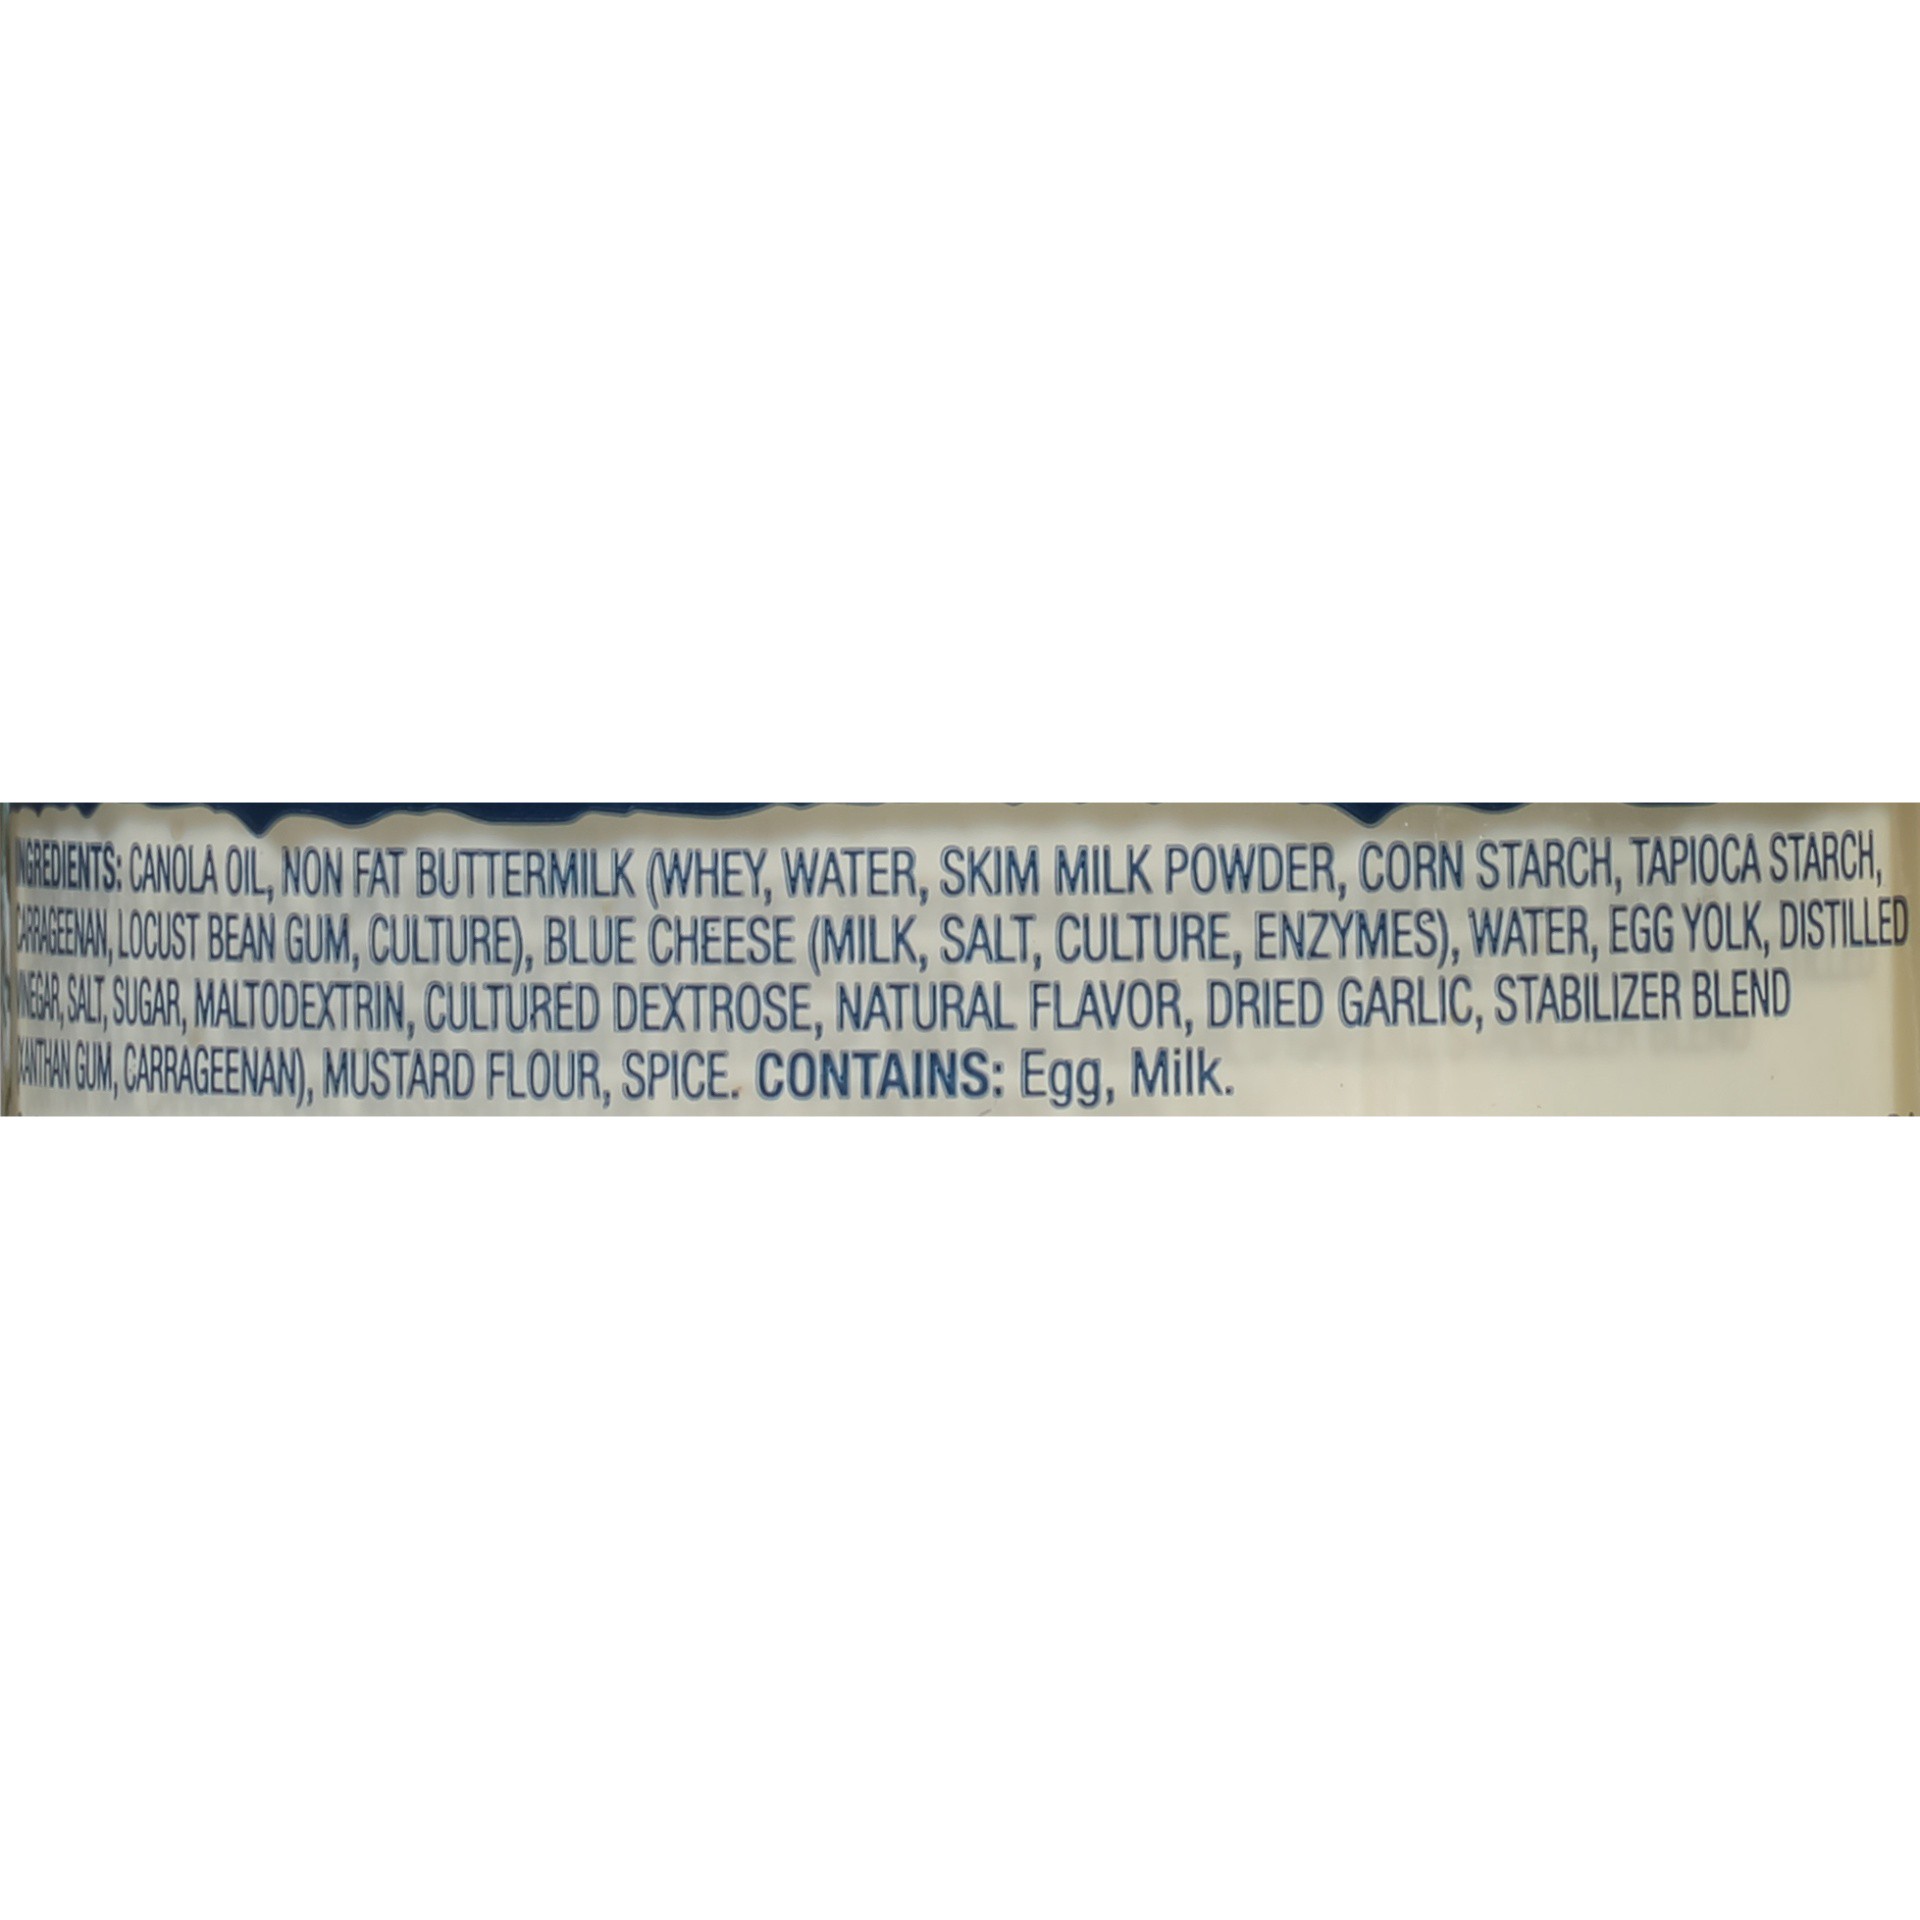 INGREDIENTS: CANOLA OIL, NON FAT BUTTERMILK (WHEY, WATER, SKIM MILK POWDER, CORN STARCH, TAPIOCA STARCH,
CARRAGEENAN, LOCUST BEAN GUM, CULTURE), BLUE CHEESE (MILK, SALT, CULTURE, ENZYMES), WATER, EGG YOLK, DISTILLED
VINEGAR, SALT, SUGAR, MALTODEXTRIN, CULTURED DEXTROSE, NATURAL FLAVOR, DRIED GARLIC, STABILIZER BLEND
(XANTHAN GUM, CARRAGEENAN), MUSTARD FLOUR, SPICE. CONTAINS: Egg, Milk.